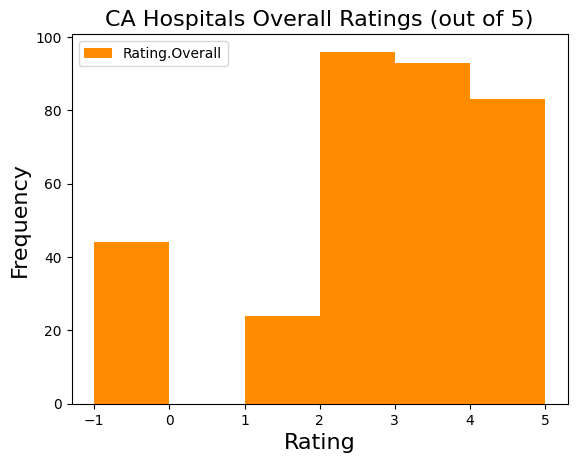 CA Hospitals Overall Ratings (out of 5)
Rating.Overall
Frequency
100
80
60
40
20
0
−1 0 1 2 3 4 5
Rating